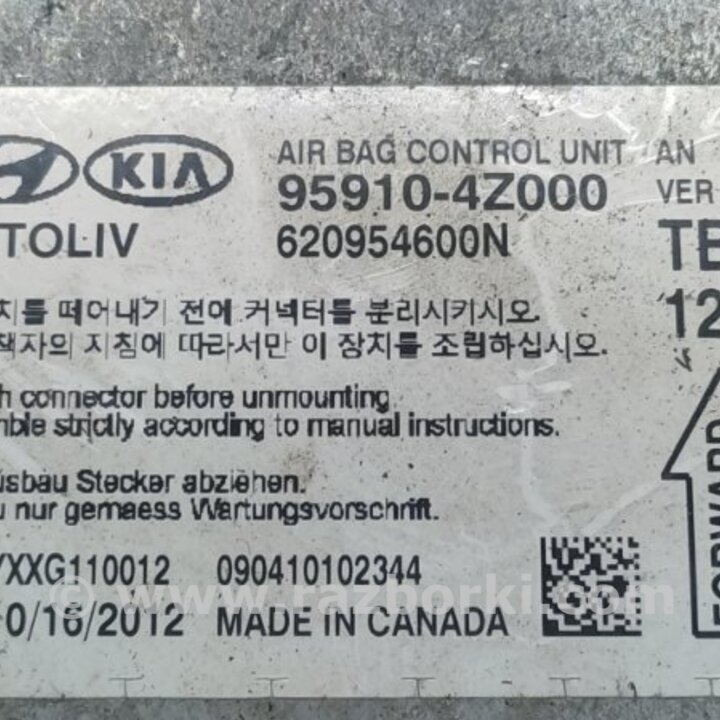 KIA
AIR BAG CONTROL UNIT AN
95910-4Z000 VER
TOLIV 620954600N TE
치를 떼어내기 전에 커넥터를 분리시키시오. 12
책자의 지침에 따라서만 이 장치를 조립하십시오.
h connector before unmounting
nble strictly according to manual instructions.
usbau Stecker abziehen.
u nur gemaess Wartungsvorschrift.
FORWARD
YXXG110012 090410102344
© www.razborki.com
0/16/2012 MADE IN CANADA